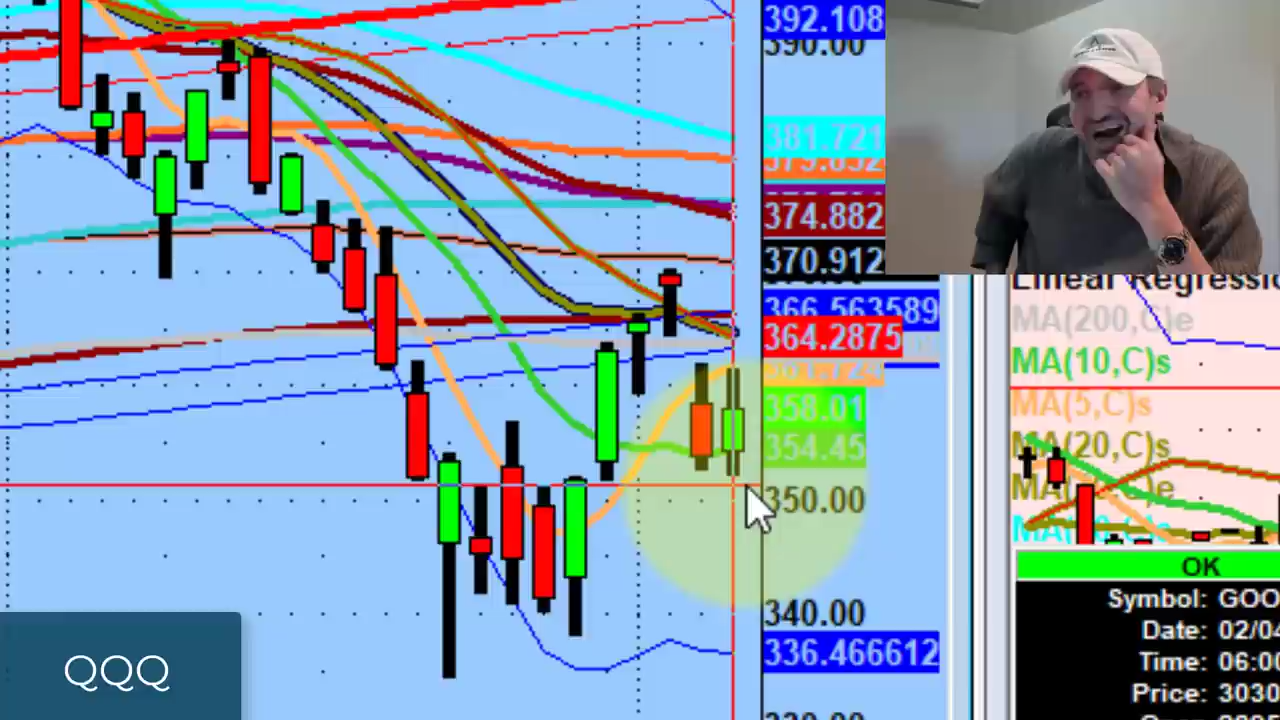 392.108
390.00
381.721
374.882
370.912
366.563589
364.2875
358.01
354.45
350.00
340.00
336.466612
QQQ
Linear Regressio
MA(200,C)e
MA(10,C)s
MA(5,C)s
MA(20,C)s
OK
Symbol: GOO
Date: 02/04
Time: 06:00
Price: 3030